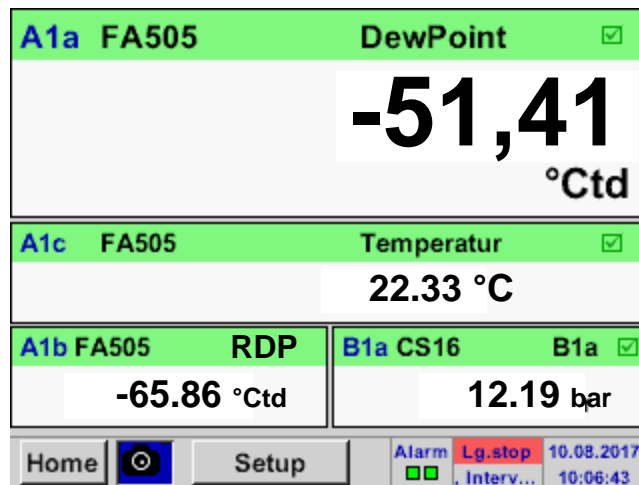 A1a FA505 DewPoint
-51,41
°Ctd
A1c FA505 Temperatur
22.33 °C
A1b FA505 RDP
-65.86 °Ctd
B1a CS16 B1a
12.19 bar
Home Setup
Alarm Lg.stop 10.08.2017
, Interv... 10:06:43